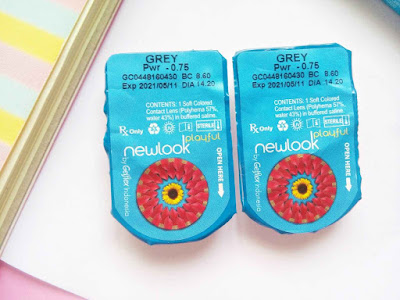 GREY
Pwr - 0.75
GC0448160430 BC 8.60
Exp 2021/05/11 DIA 14.20
CONTENTS: 1 Soft Colored
Contact Lens (Polyhema 57%,
water 43%) in buffered saline.
Rx Only
STERILE
playful
newlook
by Geflex indonesia
OPEN HERE
GREY
Pwr - 0.75
GC0448160430 BC 8.60
Exp 2021/05/11 DIA 14.20
CONTENTS: 1 Soft Colored
Contact Lens (Polyhema 57%,
water 43%) in buffered saline.
Rx Only
STERILE
playful
newlook
by Geflex indonesia
OPEN HERE